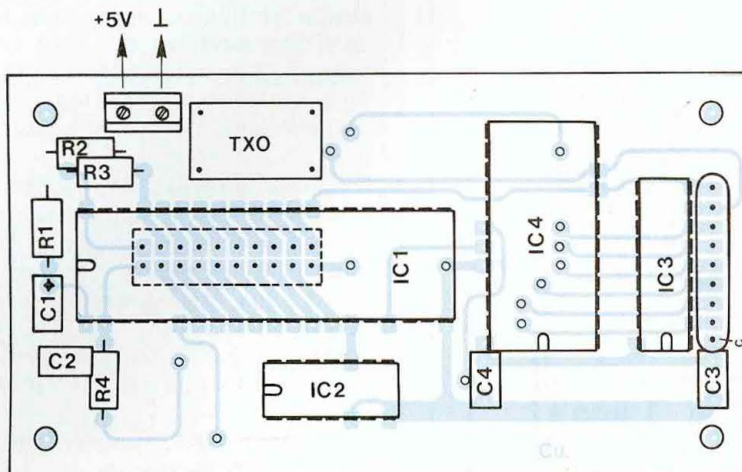 +5V ⊥
TXO
R2
R3
R1
IC1
IC4
IC3
C1+
C2
R4
IC2
C4
C3
c
Cu.